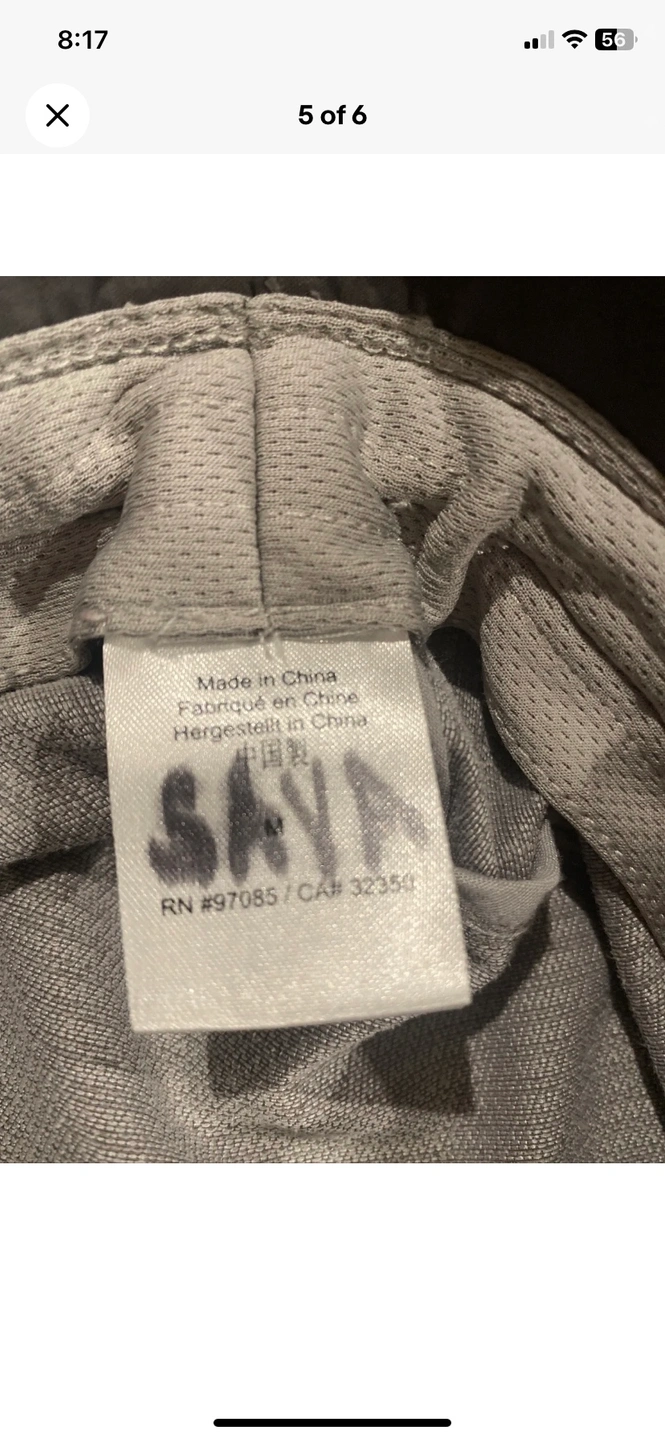 8:17
56
5 of 6
Made in China
Fabriqué en Chine
Hergestellt in China
中国製
SAYA
M
RN #97085 / CA# 32350